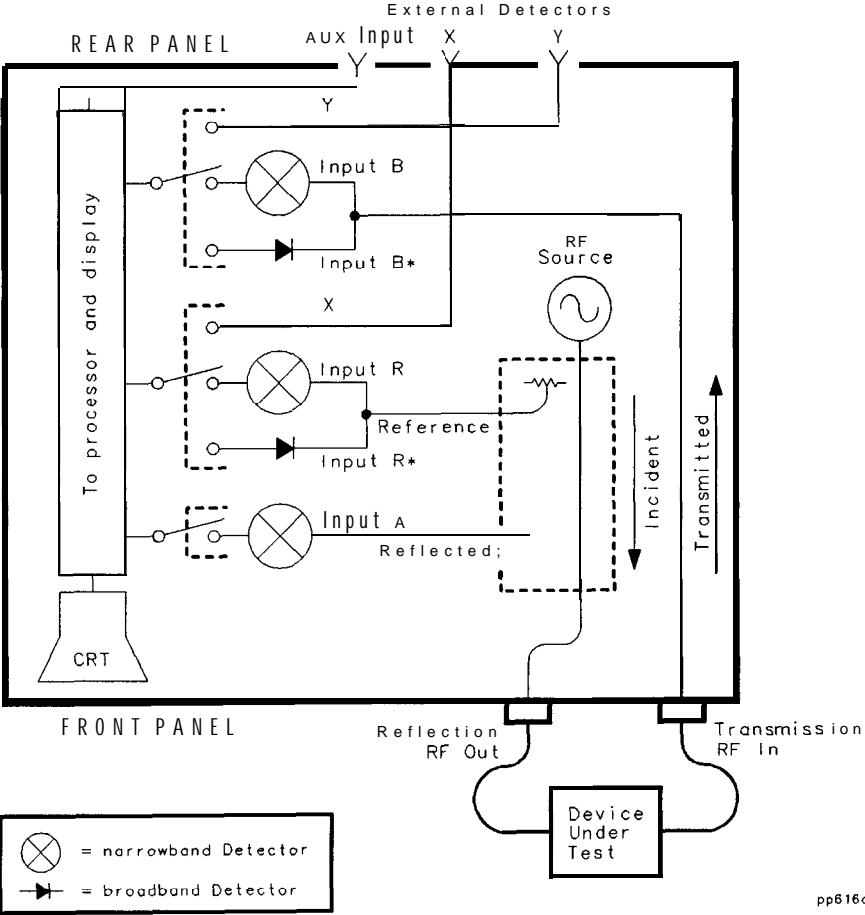 External Detectors
REAR PANEL
AUX Input
X
Y
Y
Input B
Input B*
RF
Source
X
Input R
Reference
Input R*
Input A
Reflected;
To processor and display
Incident
Transmitted
CRT
FRONT PANEL
Reflection
RF Out
Transmission
RF In
Device
Under
Test
= narrowband Detector
= broadband Detector